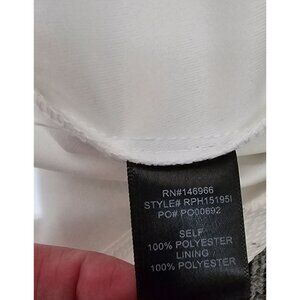 RN#146966
STYLE# RPH15195I
PO# PO00692
SELF
100% POLYESTER
LINING
100% POLYESTER